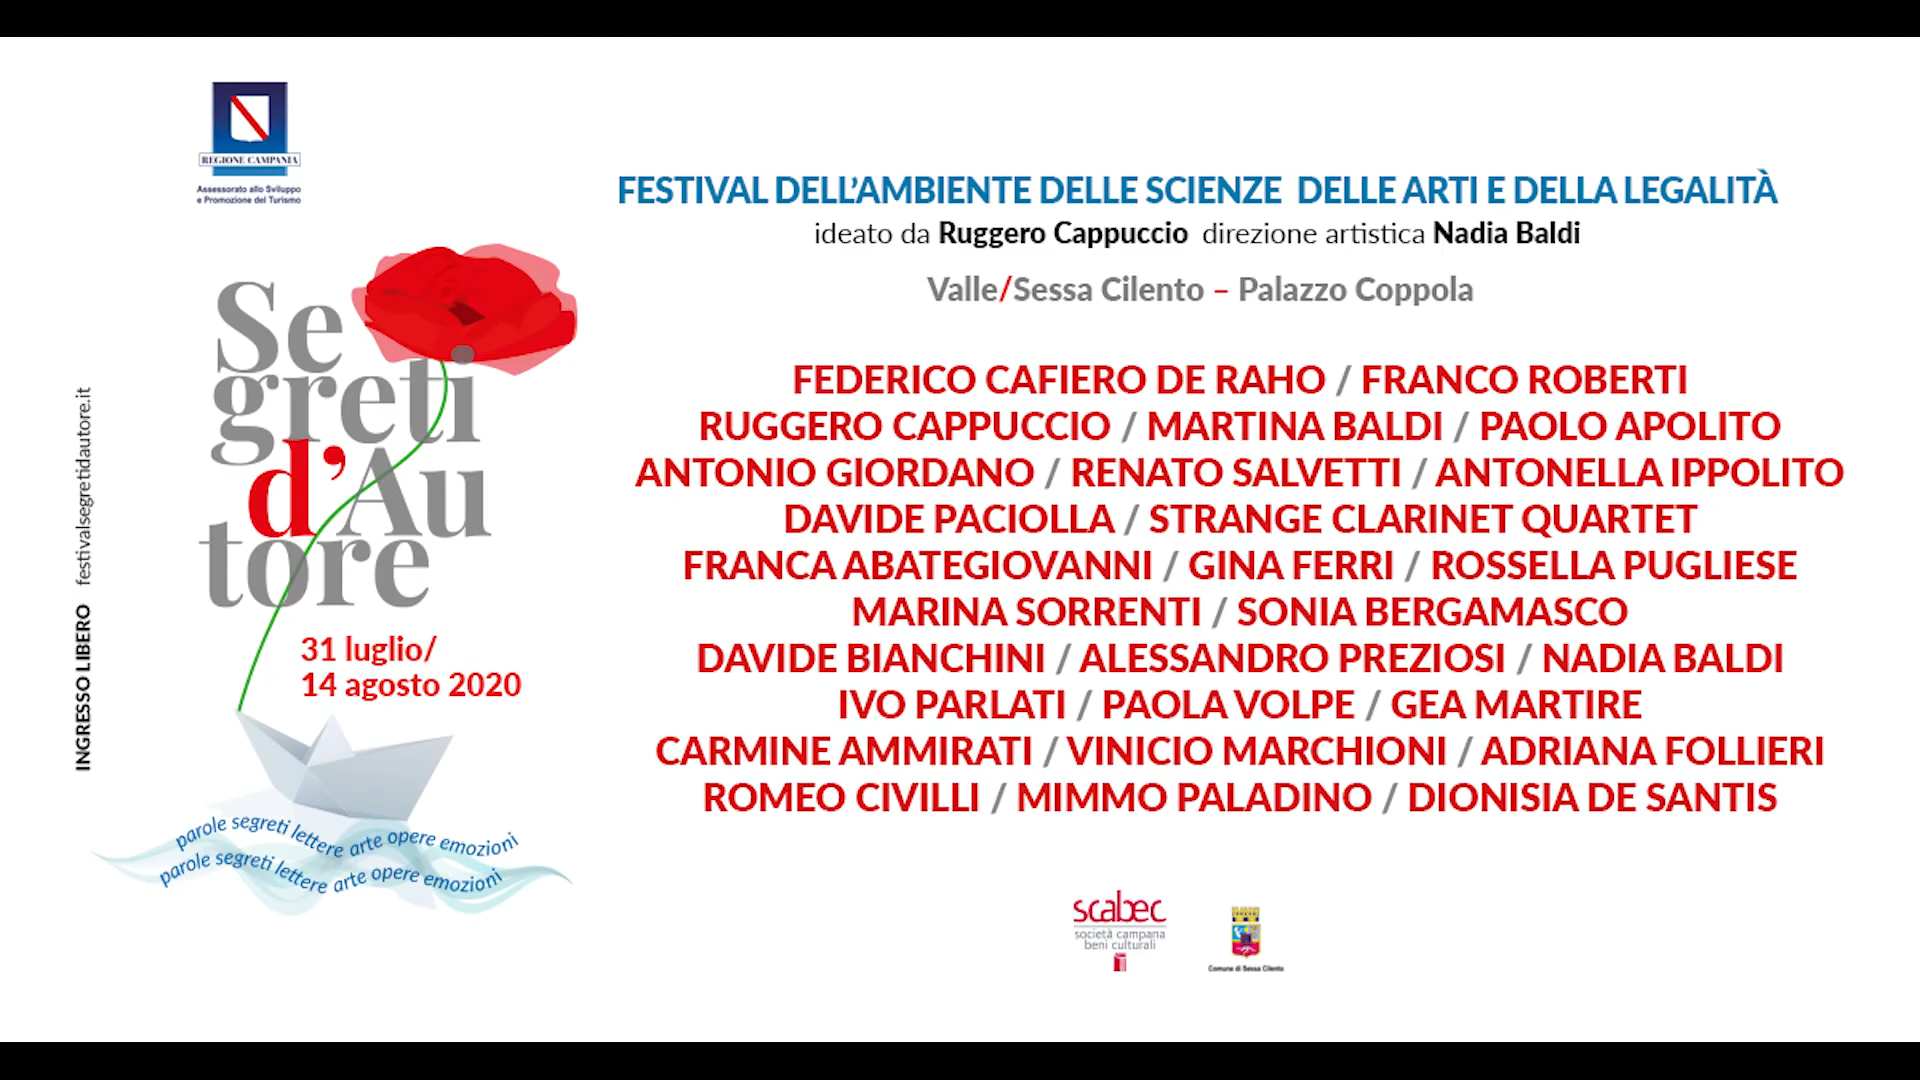 REGIONE CAMPANIA
Assessorato allo Sviluppo
e Promozione del Turismo
Se
greti
d'Au
tore
31 luglio/
14 agosto 2020
parole segreti lettere arte opere emozioni
parole segreti lettere arte opere emozioni
INGRESSO LIBERO festivalsegretidautore.it
FESTIVAL DELL'AMBIENTE DELLE SCIENZE DELLE ARTI E DELLA LEGALITÀ
ideato da Ruggero Cappuccio direzione artistica Nadia Baldi
Valle/Sessa Cilento – Palazzo Coppola
FEDERICO CAFIERO DE RAHO / FRANCO ROBERTI
RUGGERO CAPPUCCIO / MARTINA BALDI / PAOLO APOLITO
ANTONIO GIORDANO / RENATO SALVETTI / ANTONELLA IPPOLITO
DAVIDE PACIOLLA / STRANGE CLARINET QUARTET
FRANCA ABATEGIOVANNI / GINA FERRI / ROSSELLA PUGLIESE
MARINA SORRENTI / SONIA BERGAMASCO
DAVIDE BIANCHINI / ALESSANDRO PREZIOSI / NADIA BALDI
IVO PARLATI / PAOLA VOLPE / GEA MARTIRE
CARMINE AMMIRATI / VINICIO MARCHIONI / ADRIANA FOLLIERI
ROMEO CIVILLI / MIMMO PALADINO / DIONISIA DE SANTIS
scabec
società campana
beni culturali
Comune di Sessa Cilento